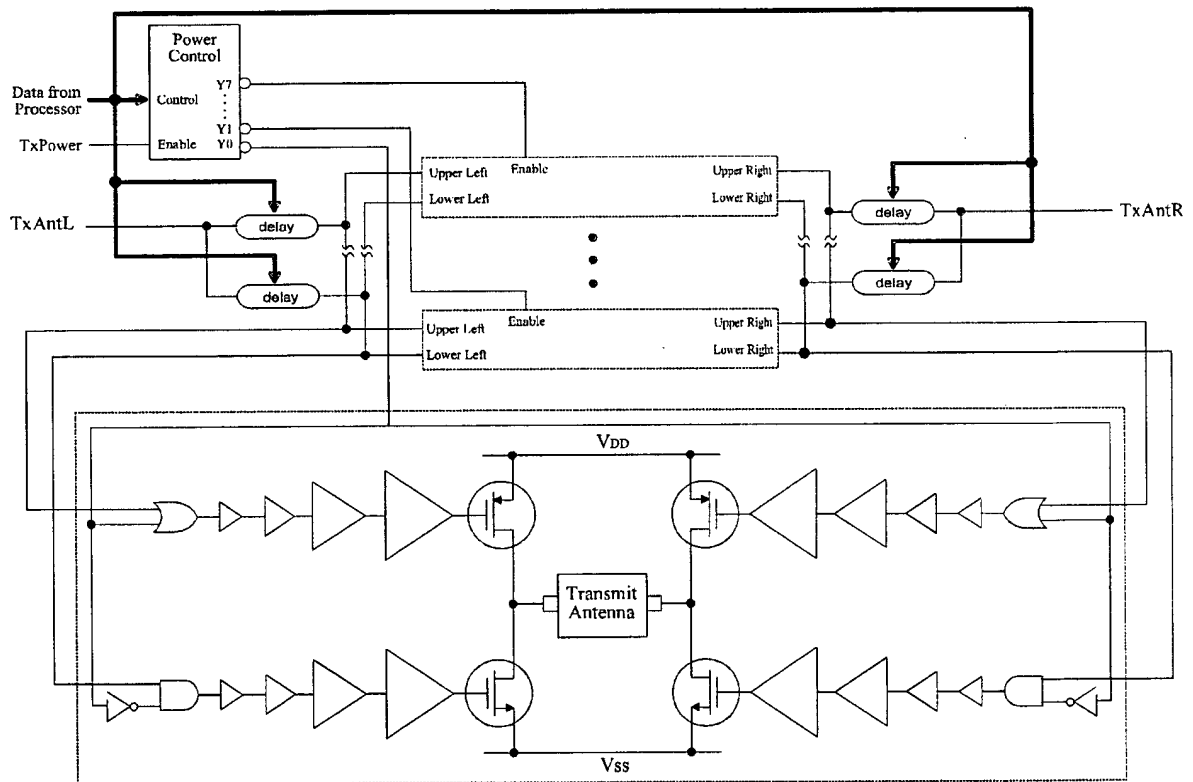 Power
Control
Data from
Processor
Control
Y7
Y1
Y0
TxPower
Enable
Enable
Upper Left
Upper Right
Lower Left
Lower Right
TxAntL
delay
delay
TxAntR
delay
delay
Enable
Upper Left
Upper Right
Lower Left
Lower Right
VDD
Transmit
Antenna
VSS